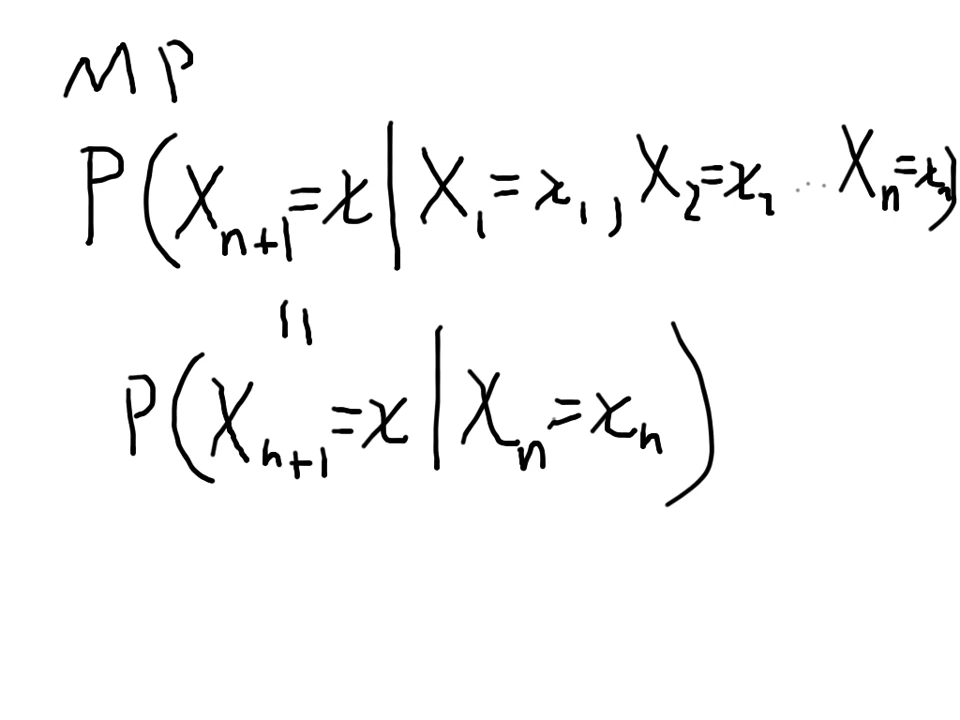 MP
P(X_{n+1}=x | X_1=x_1, X_2=x_2 ... X_n=x_n)
=
P(X_{n+1}=x | X_n=x_n)